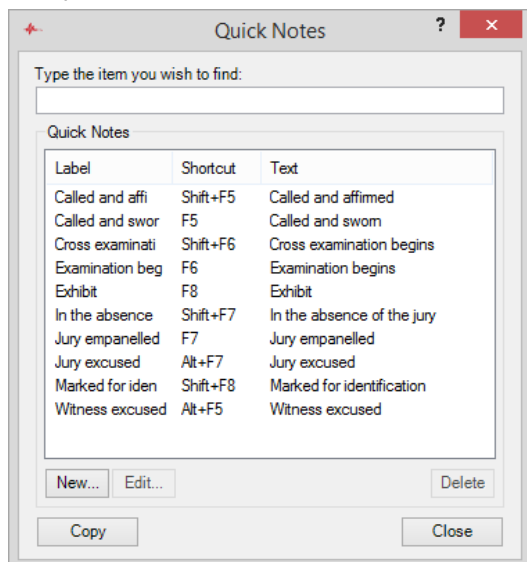 Quick Notes ? ×
Type the item you wish to find:
Quick Notes
Label Shortcut Text
Called and affi Shift+F5 Called and affirmed
Called and swor F5 Called and sworn
Cross examinati Shift+F6 Cross examination begins
Examination beg F6 Examination begins
Exhibit F8 Exhibit
In the absence Shift+F7 In the absence of the jury
Jury empanelled F7 Jury empanelled
Jury excused Alt+F7 Jury excused
Marked for iden Shift+F8 Marked for identification
Witness excused Alt+F5 Witness excused
New... Edit... Delete
Copy Close